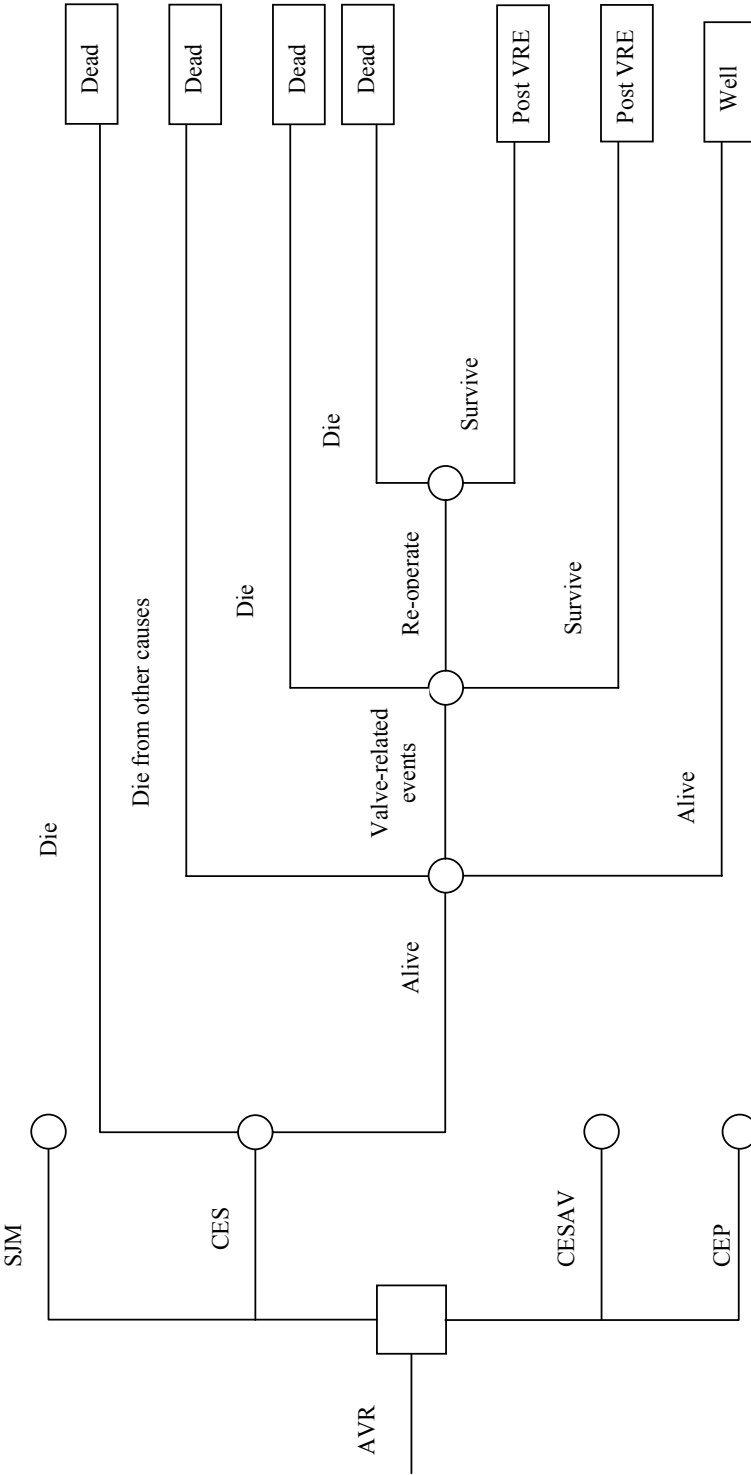 AVR
SJM
CES
CESAV
CEP
Die
Alive
Die from other causes
Valve-related
events
Alive
Die
Re-operate
Survive
Die
Survive
Dead
Dead
Dead
Dead
Post VRE
Post VRE
Well